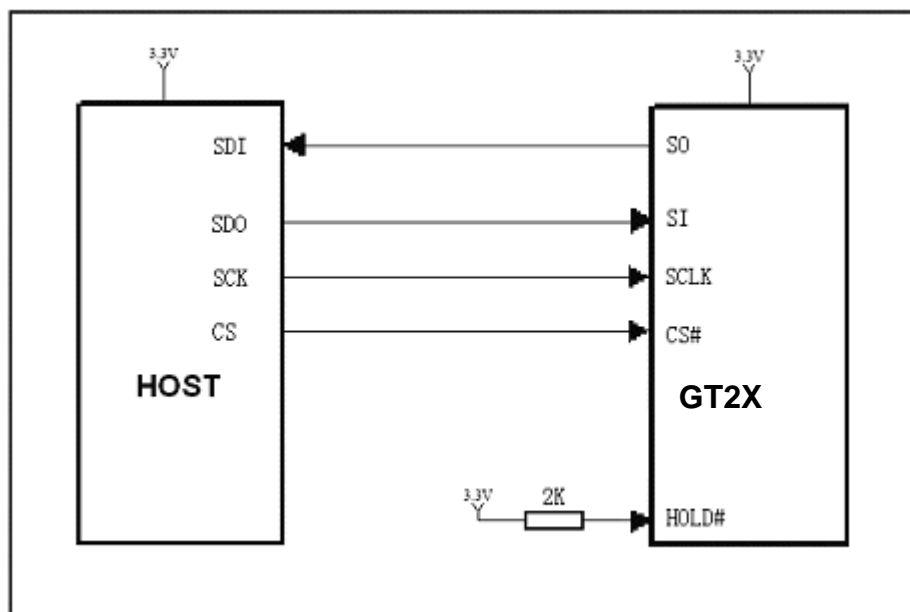 3.3V
3.3V
SDI
SO
SDO
SI
SCK
SCLK
CS
CS#
HOST
GT2X
3.3V
2K
HOLD#